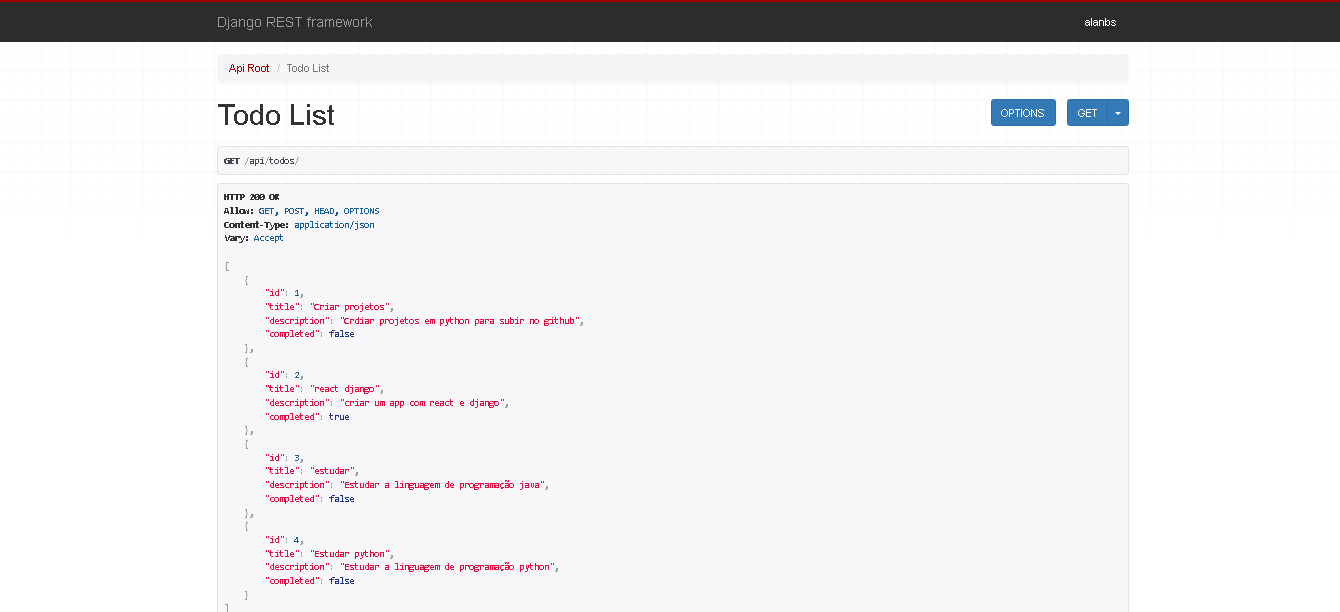 Django REST framework
alanbs
Api Root / Todo List
Todo List
OPTIONS
GET
GET /api/todos/
HTTP 200 OK
Allow: GET, POST, HEAD, OPTIONS
Content-Type: application/json
Vary: Accept
[
{
"id": 1,
"title": "Criar projetos",
"description": "Crdiar projetos em python para subir no github",
"completed": false
},
{
"id": 2,
"title": "react django",
"description": "criar um app com react e django",
"completed": true
},
{
"id": 3,
"title": "estudar",
"description": "Estudar a linguagem de programação java",
"completed": false
},
{
"id": 4,
"title": "Estudar python",
"description": "Estudar a linguagem de programação python",
"completed": false
}
]